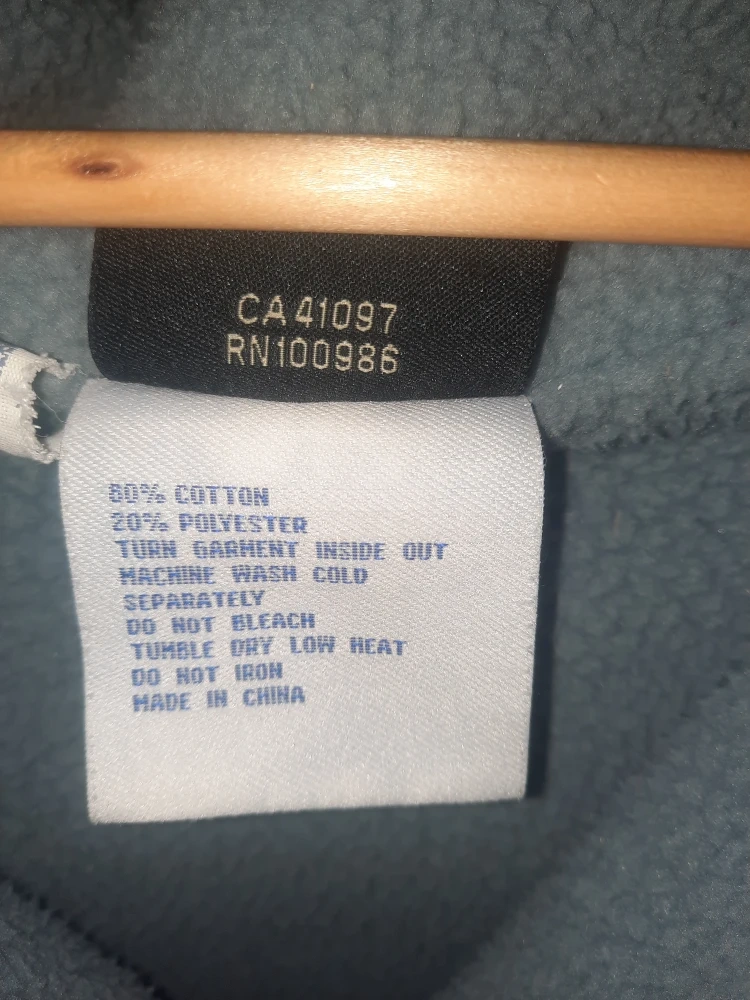 CA 41097
RN100986
80% COTTON
20% POLYESTER
TURN GARMENT INSIDE OUT
MACHINE WASH COLD
SEPARATELY
DO NOT BLEACH
TUMBLE DRY LOW HEAT
DO NOT IRON
MADE IN CHINA